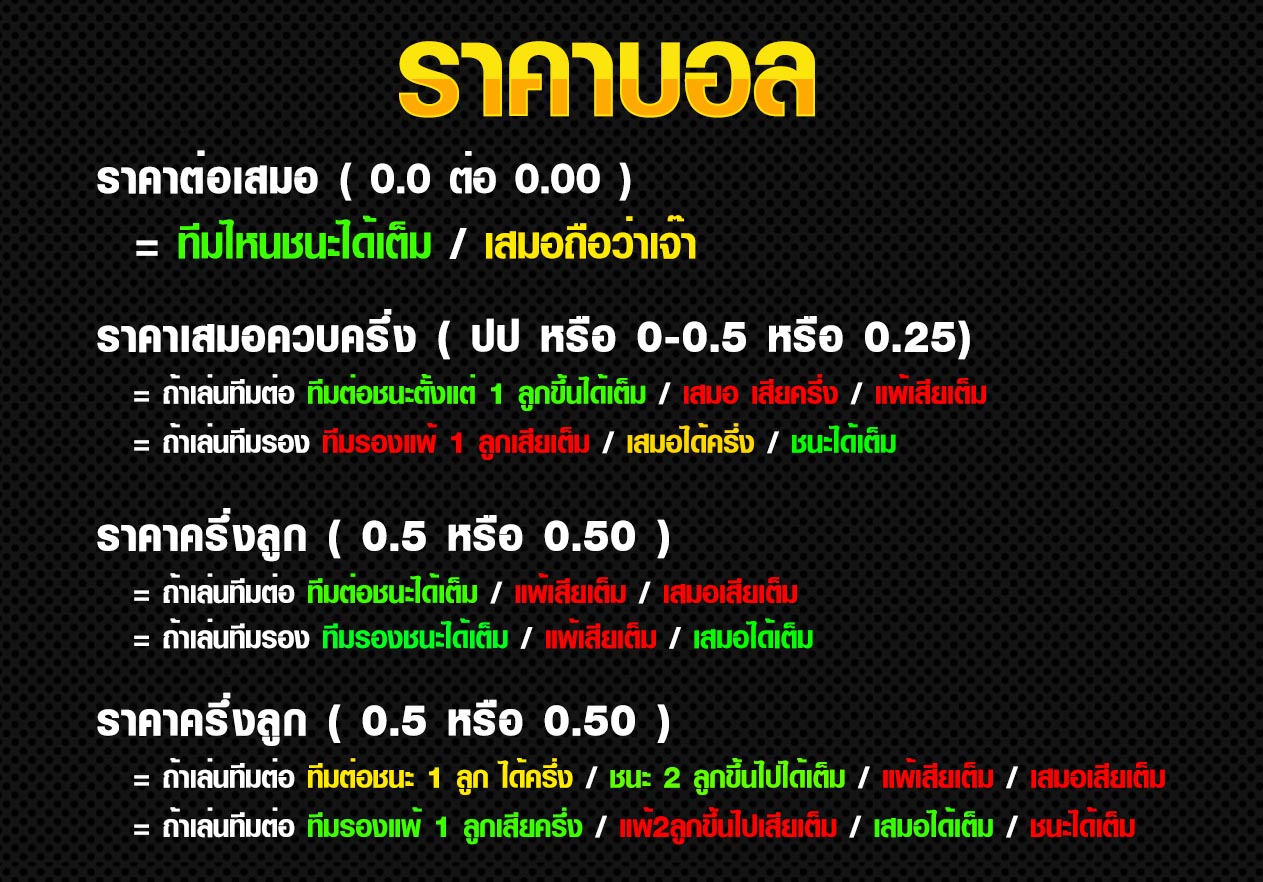 ราคาบอล
ราคาต่อเสมอ ( 0.0 ต่อ 0.00 )
= ทีมไหนชนะได้เต็ม / เสมอถือว่าเจ๊า
ราคาเสมอควบครึ่ง ( ปป หรือ 0-0.5 หรือ 0.25)
= ถ้าเล่นทีมต่อ ทีมต่อชนะตั้งแต่ 1 ลูกขึ้นได้เต็ม / เสมอ เสียครึ่ง / แพ้เสียเต็ม
= ถ้าเล่นทีมรอง ทีมรองแพ้ 1 ลูกเสียเต็ม / เสมอได้ครึ่ง / ชนะได้เต็ม
ราคาครึ่งลูก ( 0.5 หรือ 0.50 )
= ถ้าเล่นทีมต่อ ทีมต่อชนะได้เต็ม / แพ้เสียเต็ม / เสมอเสียเต็ม
= ถ้าเล่นทีมรอง ทีมรองชนะได้เต็ม / แพ้เสียเต็ม / เสมอได้เต็ม
ราคาครึ่งลูก ( 0.5 หรือ 0.50 )
= ถ้าเล่นทีมต่อ ทีมต่อชนะ 1 ลูก ได้ครึ่ง / ชนะ 2 ลูกขึ้นไปได้เต็ม / แพ้เสียเต็ม / เสมอเสียเต็ม
= ถ้าเล่นทีมต่อ ทีมรองแพ้ 1 ลูกเสียครึ่ง / แพ้2ลูกขึ้นไปเสียเต็ม / เสมอได้เต็ม / ชนะได้เต็ม